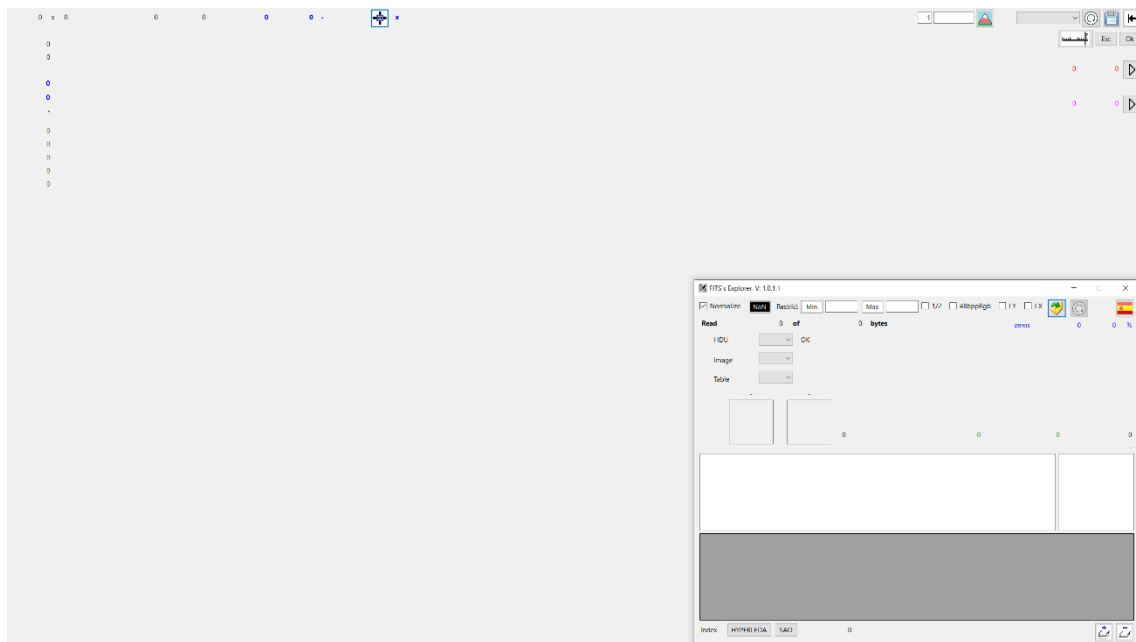 0 x 0 0 0 0 0 - x 1
0
0
Esc Ok
0 0
0
0
-
0 0
0
0
0
0
0
FITS's Explorer. V: 1.0.1.1
Normalize NaN Restrict Min Max 1/2 48bppRgb I Y I X
Read 0 of 0 bytes zeros 0 0 %
HDU OK
Image
Table
- -
0 0 0 0
- -
Index HYPERLEDA SAO 0